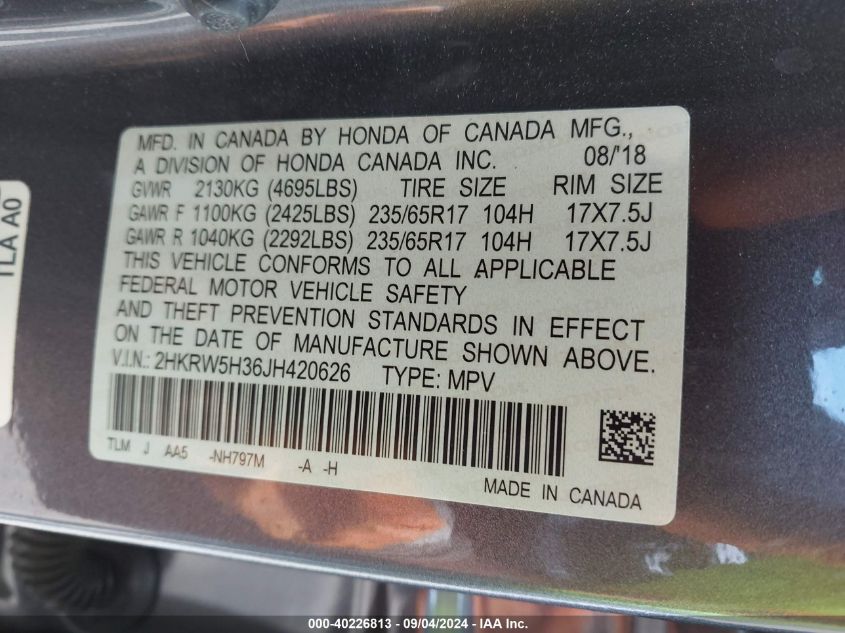 MFD. IN CANADA BY HONDA OF CANADA MFG.,
A DIVISION OF HONDA CANADA INC. 08/'18
GVWR 2130KG (4695LBS) TIRE SIZE RIM SIZE
GAWR F 1100KG (2425LBS) 235/65R17 104H 17X7.5J
GAWR R 1040KG (2292LBS) 235/65R17 104H 17X7.5J
THIS VEHICLE CONFORMS TO ALL APPLICABLE
FEDERAL MOTOR VEHICLE SAFETY
AND THEFT PREVENTION STANDARDS IN EFFECT
ON THE DATE OF MANUFACTURE SHOWN ABOVE.
V.I.N.: 2HKRW5H36JH420626 TYPE: MPV
TLM J AA5 -NH797M -A -H
MADE IN CANADA
TLA A0
000-40226813 - 09/04/2024 - IAA Inc.